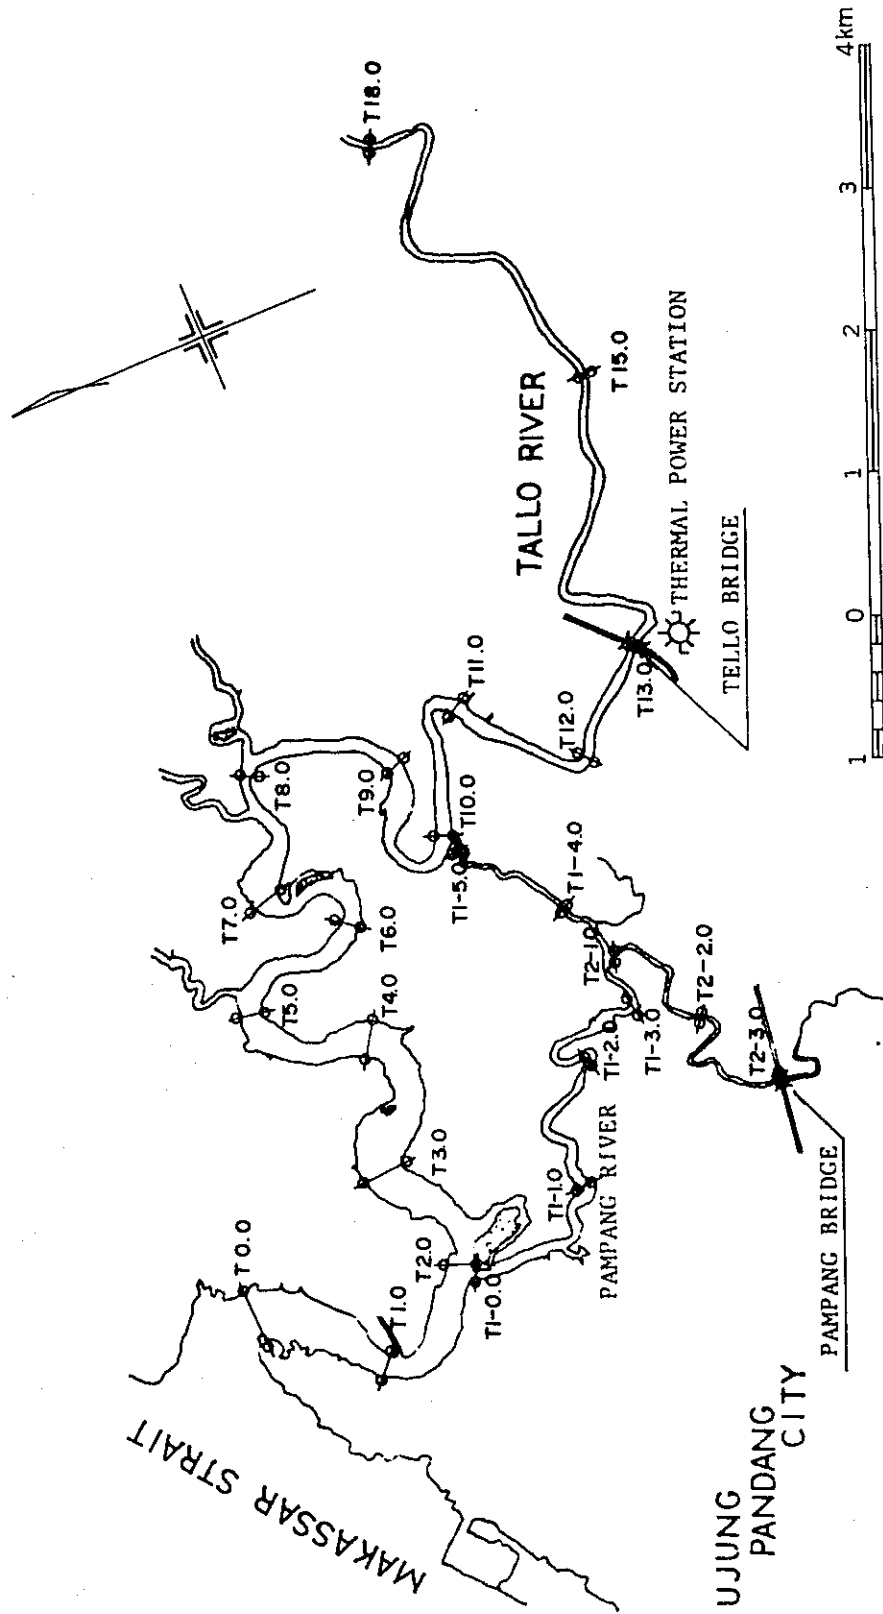 MAKASSAR STRAIT
UJUNG
PANDANG
CITY
T0.0
T1.0
T2.0
T3.0
T4.0
T5.0
T6.0
T7.0
T8.0
T9.0
T10.0
T11.0
T12.0
T13.0
T15.0
T18.0
T1-0.0
T1-1.0
T1-2.0
T1-3.0
T1-4.0
T1-5.0
T2-1.0
T2-2.0
T2-3.0
PAMPANG RIVER
PAMPANG BRIDGE
TALLO RIVER
THERMAL POWER STATION
TELLO BRIDGE
1 0 1 2 3 4km